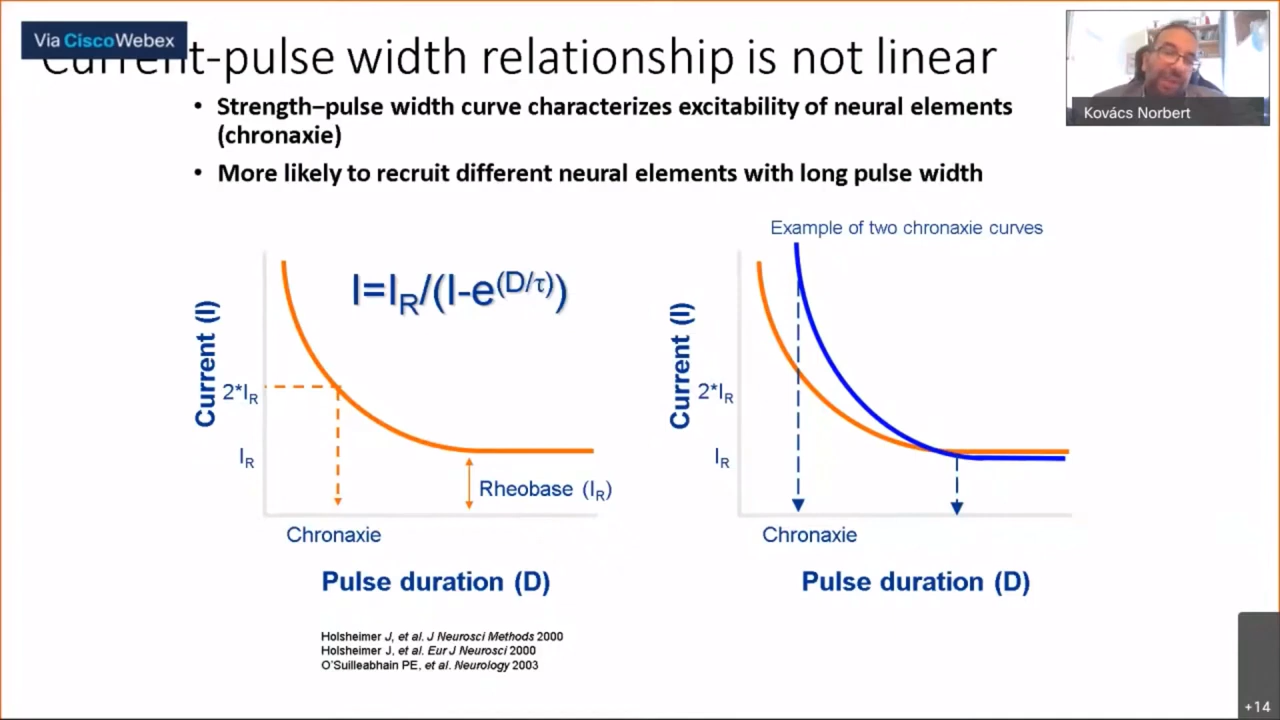 Via Cisco Webex
Current-pulse width relationship is not linear
Kovács Norbert
• Strength–pulse width curve characterizes excitability of neural elements
(chronaxie)
• More likely to recruit different neural elements with long pulse width
Example of two chronaxie curves
I=IR/(I-e(D/τ))
Current (I)
2*IR
IR
Rheobase (IR)
Chronaxie
Pulse duration (D)
Current (I)
2*IR
IR
Chronaxie
Pulse duration (D)
Holsheimer J, et al. J Neurosci Methods 2000
Holsheimer J, et al. Eur J Neurosci 2000
O'Suilleabhain PE, et al. Neurology 2003
+14